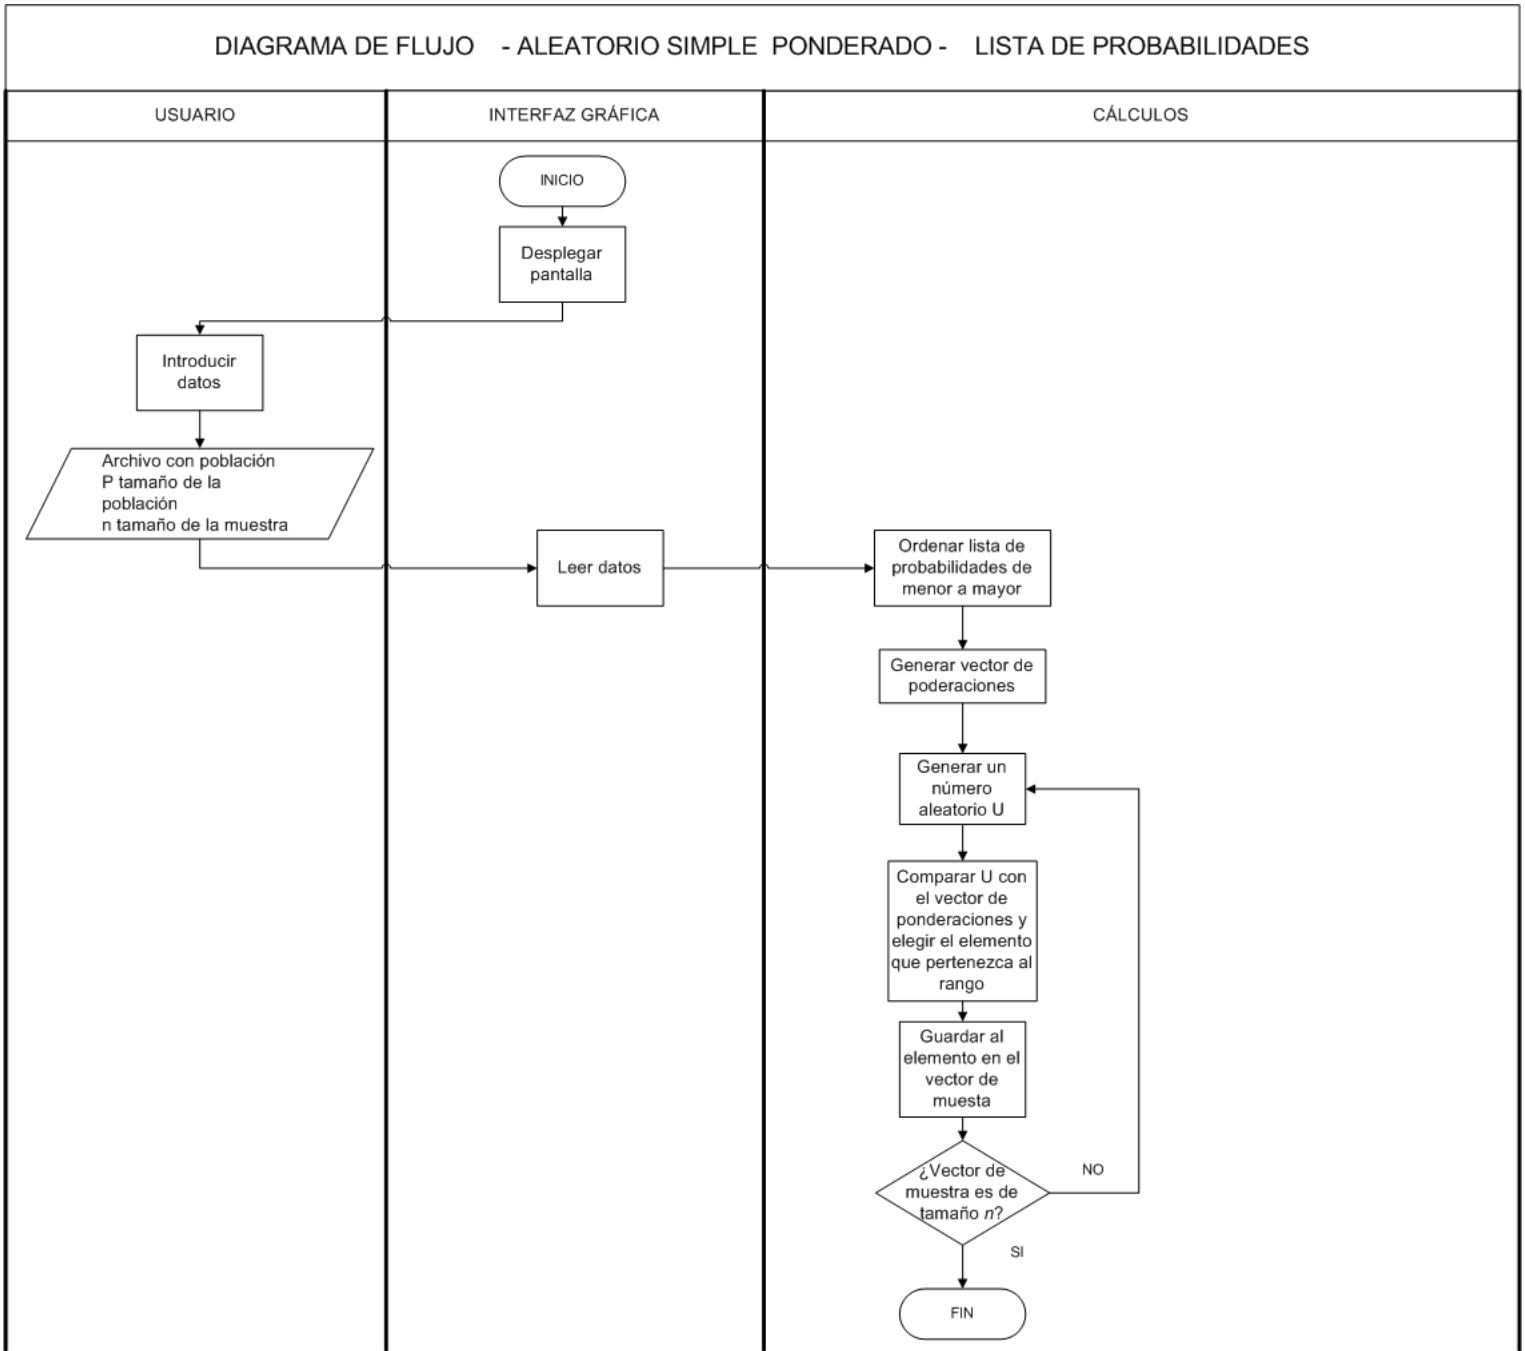 DIAGRAMA DE FLUJO - ALEATORIO SIMPLE PONDERADO - LISTA DE PROBABILIDADES
USUARIO
INTERFAZ GRÁFICA
CÁLCULOS
INICIO
Desplegar
pantalla
Introducir
datos
Archivo con población
P tamaño de la
población
n tamaño de la muestra
Leer datos
Ordenar lista de
probabilidades de
menor a mayor
Generar vector de
poderaciones
Generar un
número
aleatorio U
Comparar U con
el vector de
ponderaciones y
elegir el elemento
que pertenezca al
rango
Guardar al
elemento en el
vector de
muesta
¿Vector de
muestra es de
tamaño n?
NO
SI
FIN